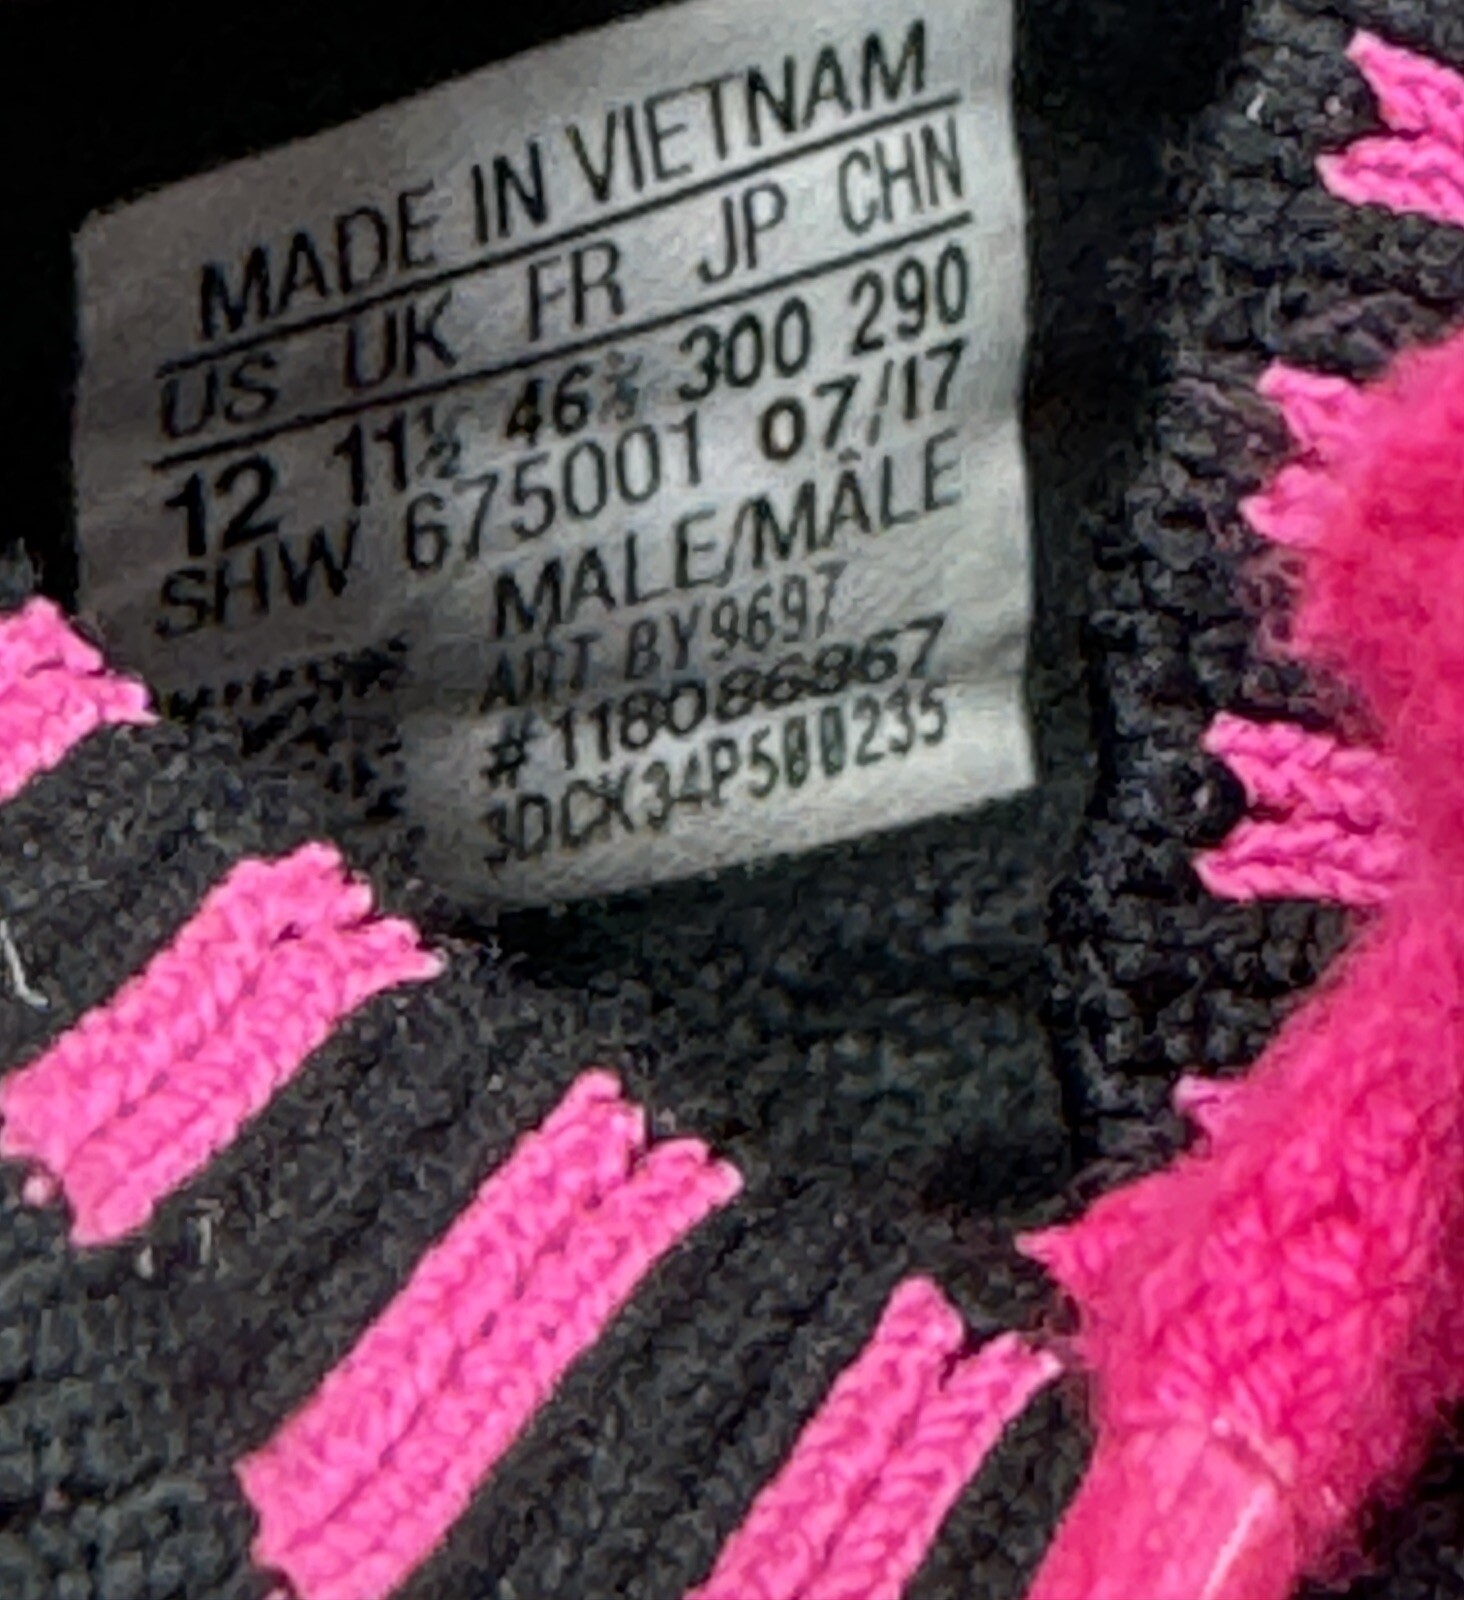 MADE IN VIETNAM
US UK FR JP CHN
12 11½ 46⅔ 300 290
SHW 675001 07/17
MALE/MÂLE
ART BY9697
#118086867